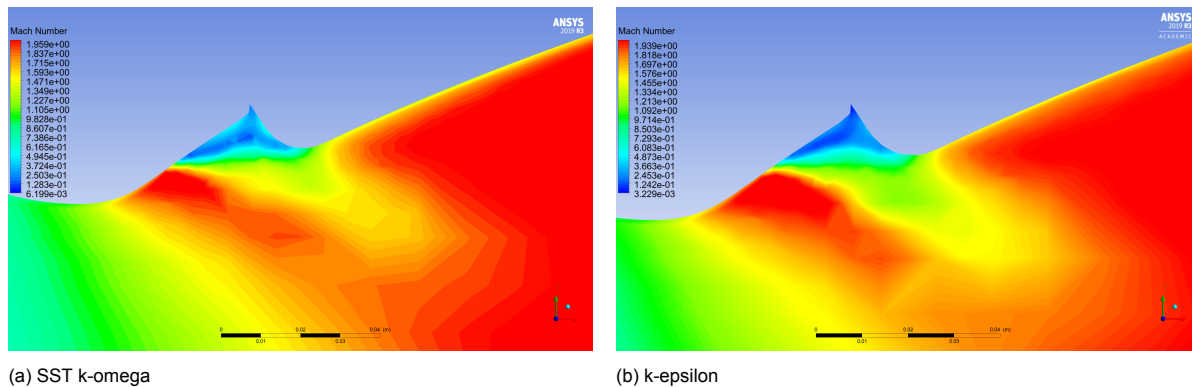 ANSYS
2019 R3
Mach Number
1.959e+00
1.837e+00
1.715e+00
1.593e+00
1.471e+00
1.349e+00
1.227e+00
1.105e+00
9.828e-01
8.607e-01
7.386e-01
6.165e-01
4.945e-01
3.724e-01
2.503e-01
1.283e-01
6.199e-03
0
0.02
0.04 (m)
0.01
0.03
(a) SST k-omega
ANSYS
2019 R3
ACADEMIC
Mach Number
1.939e+00
1.818e+00
1.697e+00
1.576e+00
1.455e+00
1.334e+00
1.213e+00
1.092e+00
9.714e-01
8.503e-01
7.293e-01
6.083e-01
4.873e-01
3.663e-01
2.453e-01
1.242e-01
3.229e-03
0
0.02
0.04 (m)
0.01
0.03
(b) k-epsilon